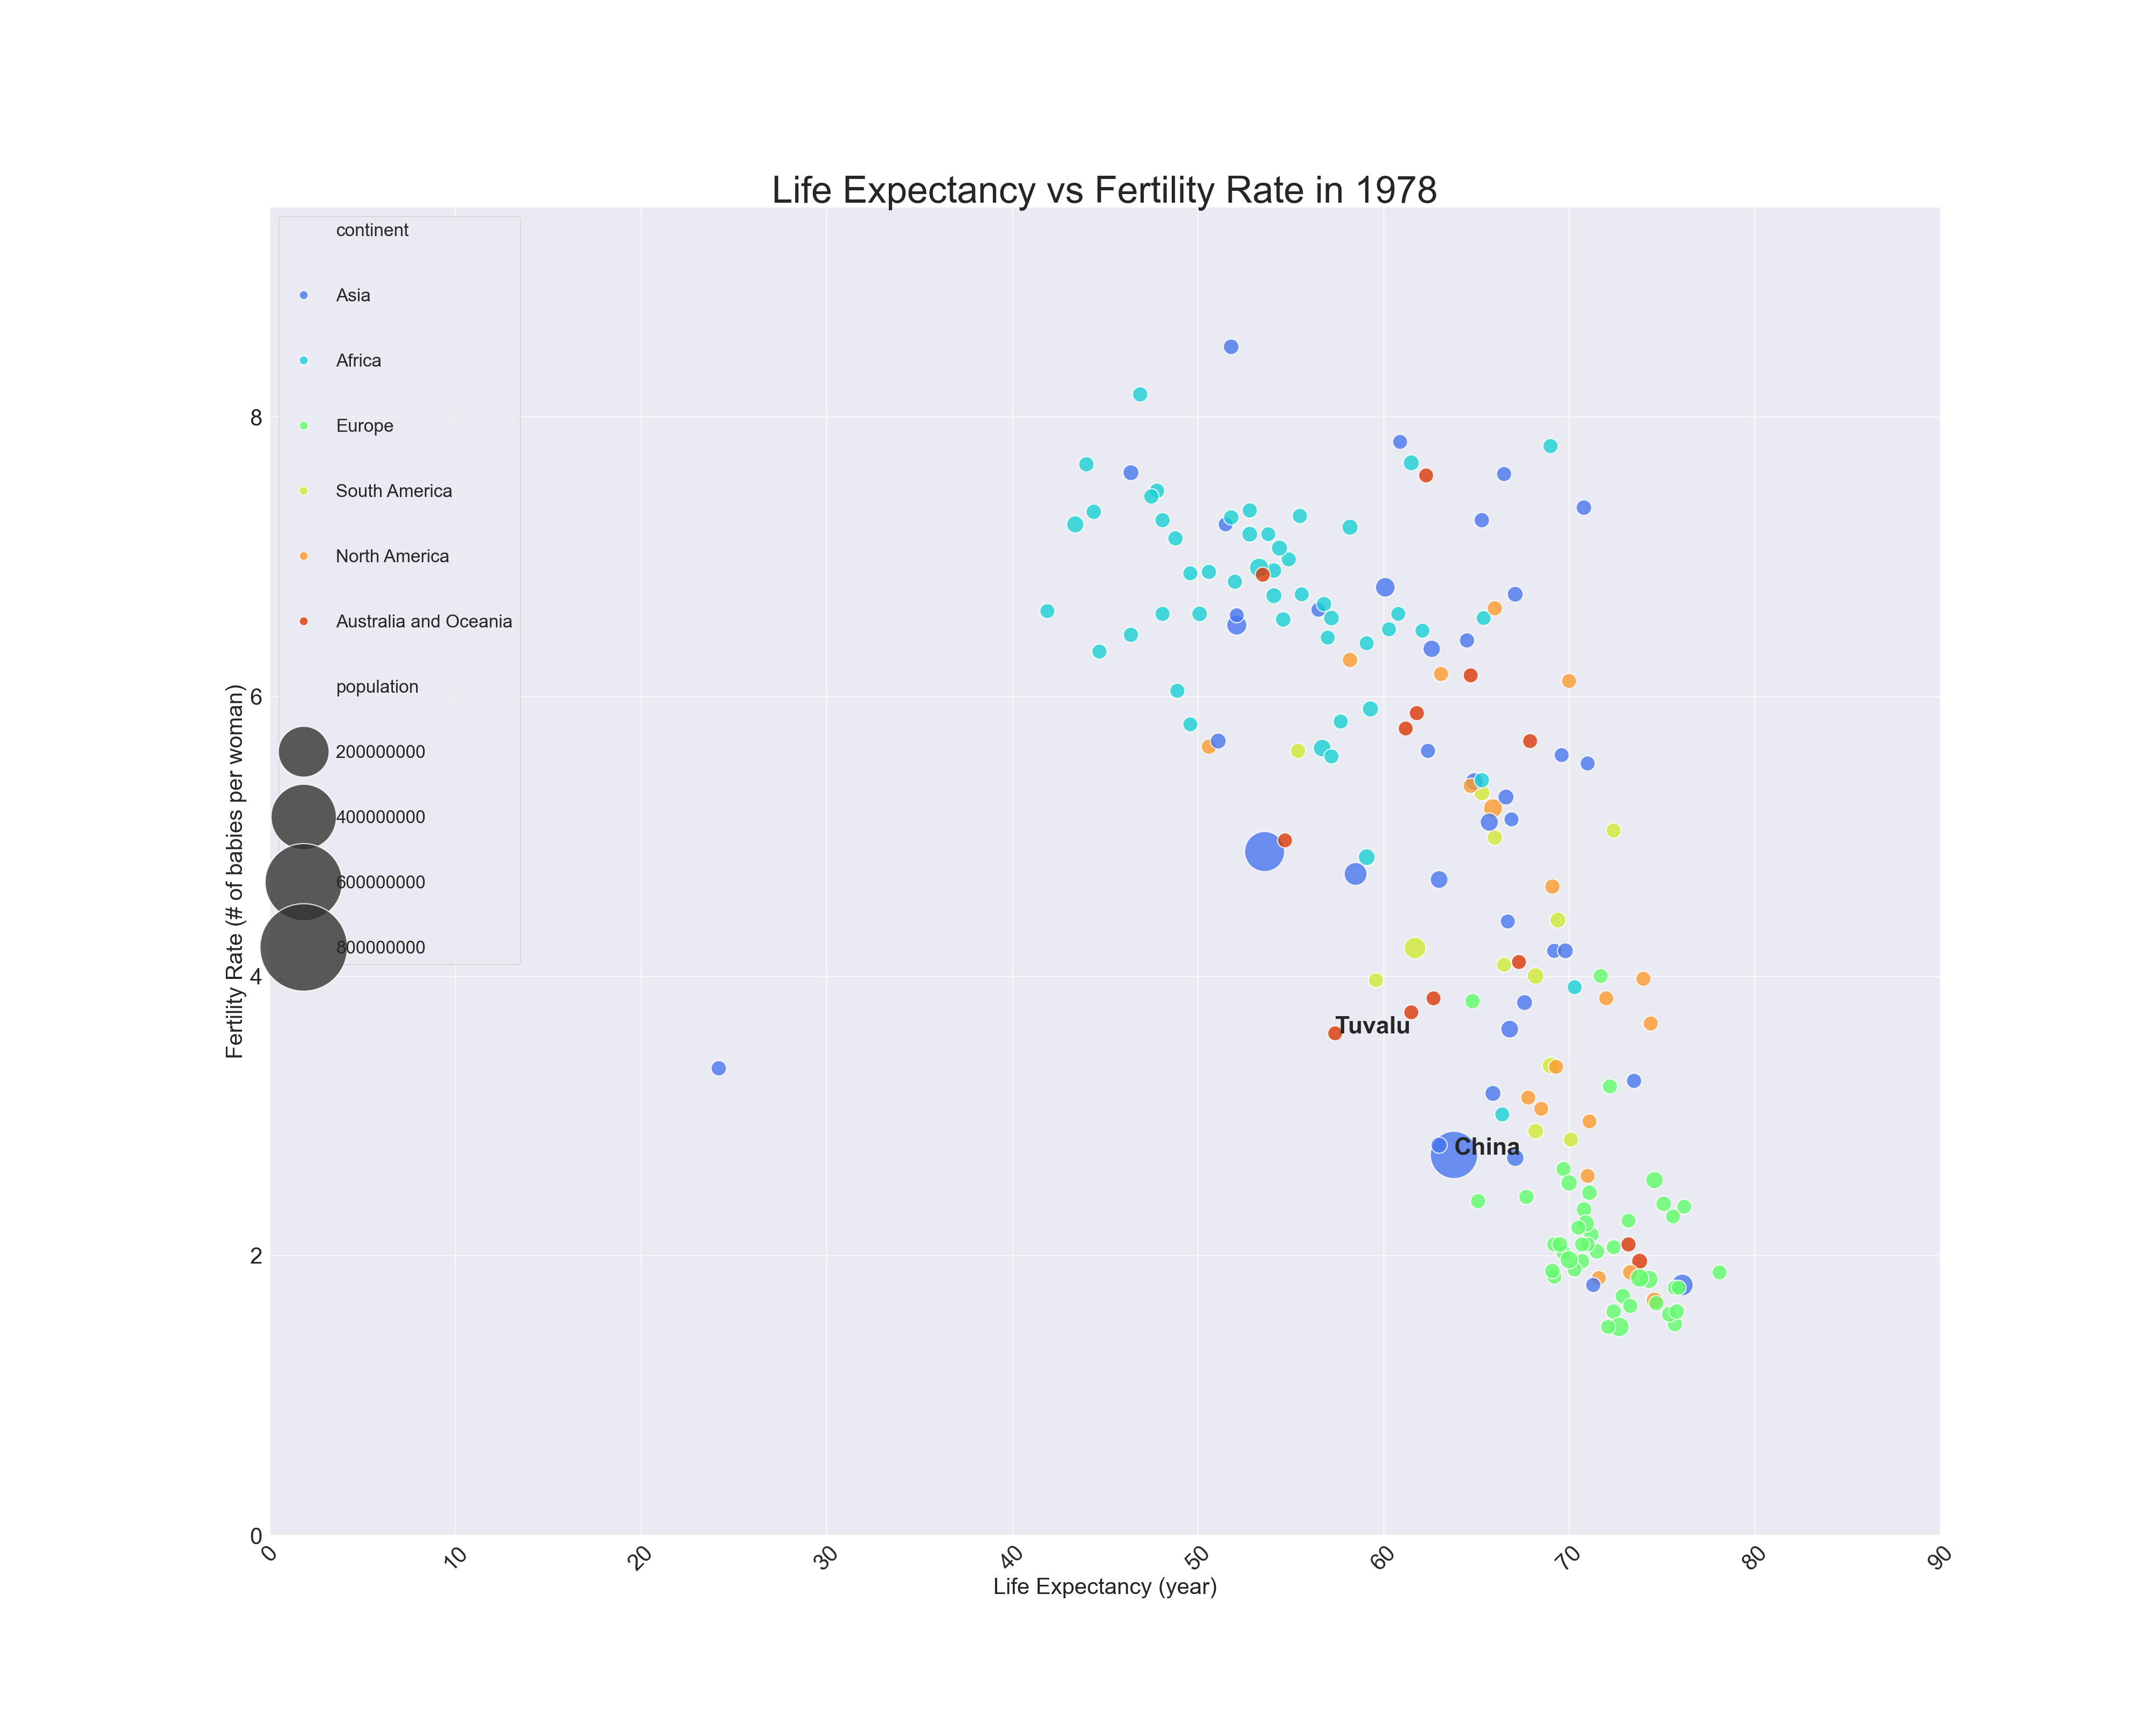 Life Expectancy vs Fertility Rate in 1978
continent
Asia
Africa
Europe
South America
North America
Australia and Oceania
population
200000000
400000000
600000000
800000000
Fertility Rate (# of babies per woman)
8
6
4
2
0
Tuvalu
China
0 10 20 30 40 50 60 70 80 90
Life Expectancy (year)